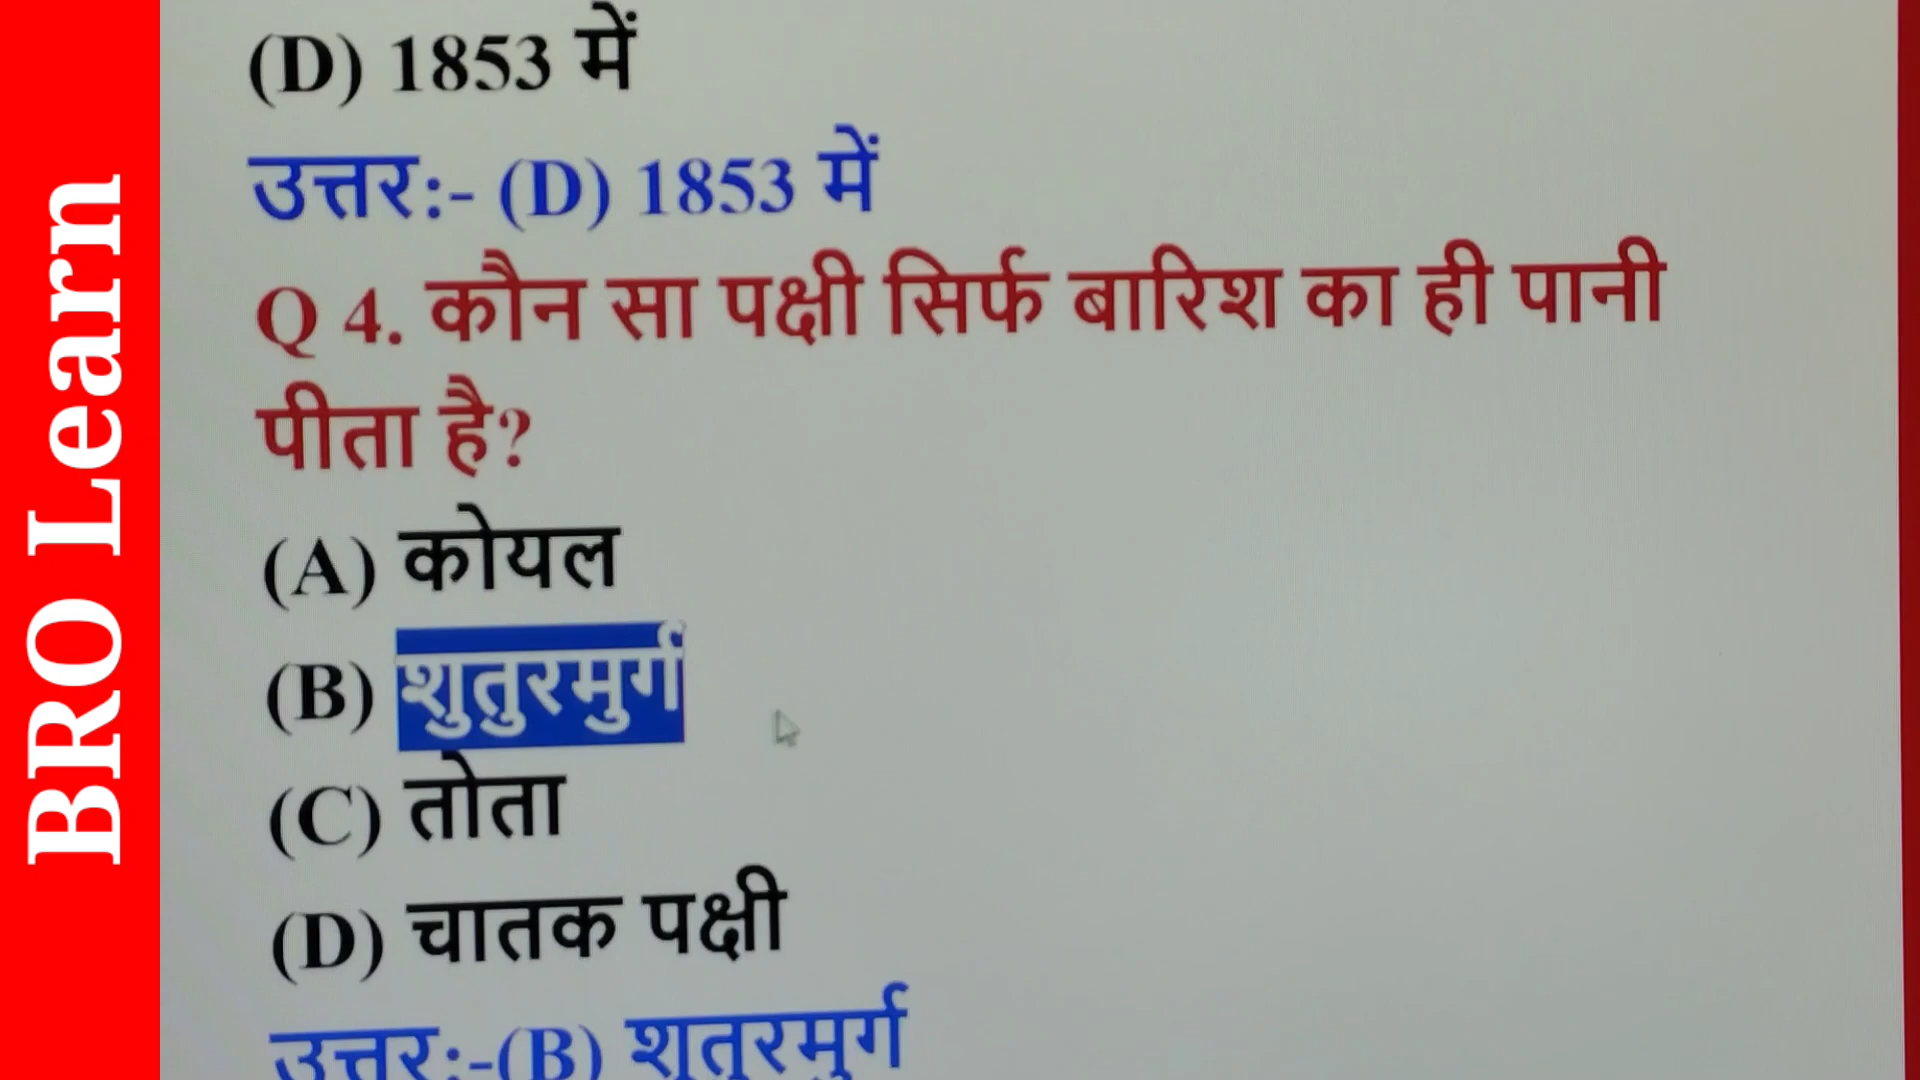 BRO Learn
(D) 1853 में
उत्तर:- (D) 1853 में
Q 4. कौन सा पक्षी सिर्फ बारिश का ही पानी
पीता है?
(A) कोयल
(B) शुतुरमुर्ग
(C) तोता
(D) चातक पक्षी
उत्तर:-(B) शुतुरमुर्ग